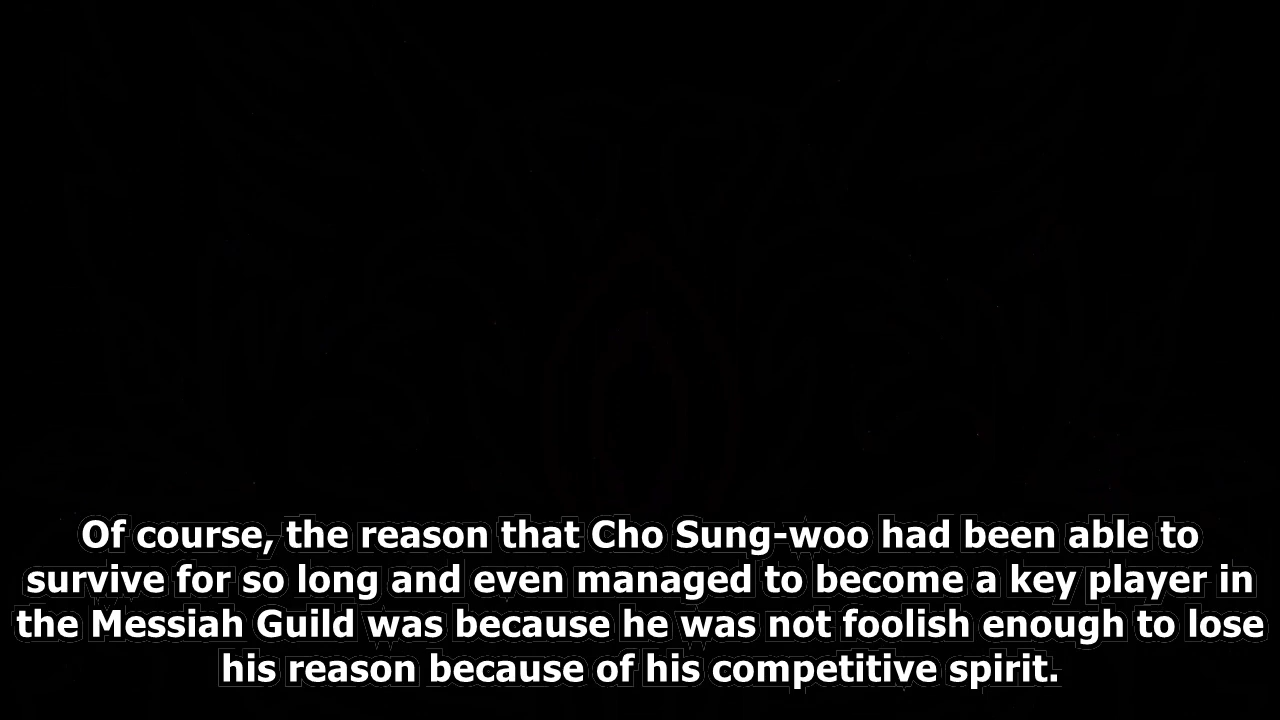 Of course, the reason that Cho Sung-woo had been able to
survive for so long and even managed to become a key player in
the Messiah Guild was because he was not foolish enough to lose
his reason because of his competitive spirit.